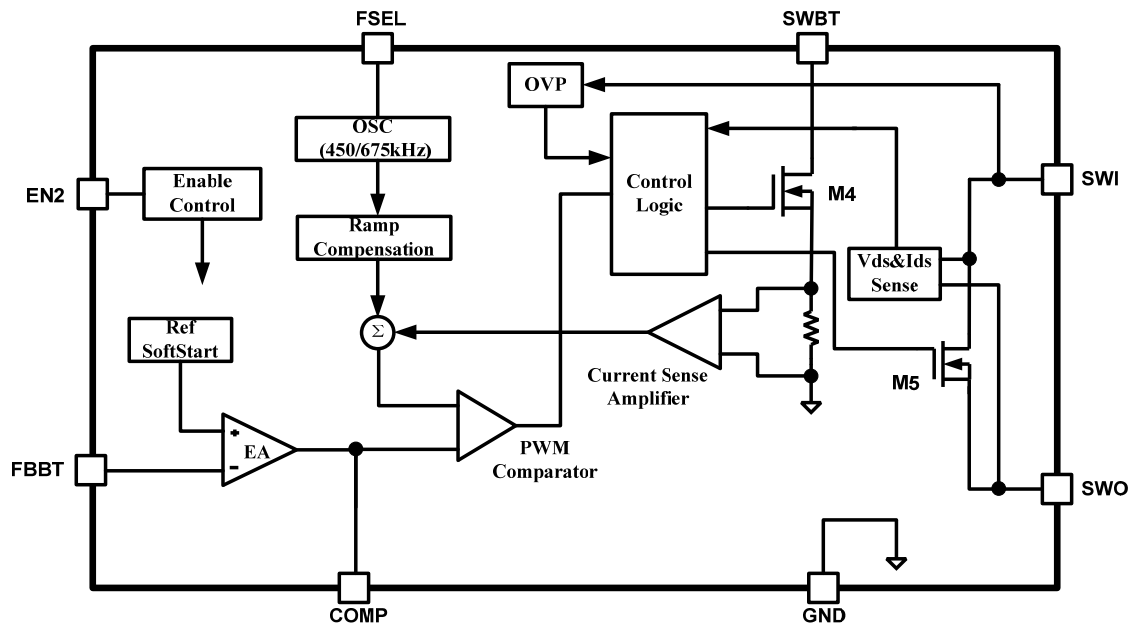 FSEL
SWBT
OVP
OSC
(450/675kHz)
Enable
Control
EN2
Control
Logic
SWI
M4
Ramp
Compensation
Vds&Ids
Sense
Ref
SoftStart
Σ
Current Sense
Amplifier
M5
+
EA
-
PWM
Comparator
FBBT
SWO
COMP
GND